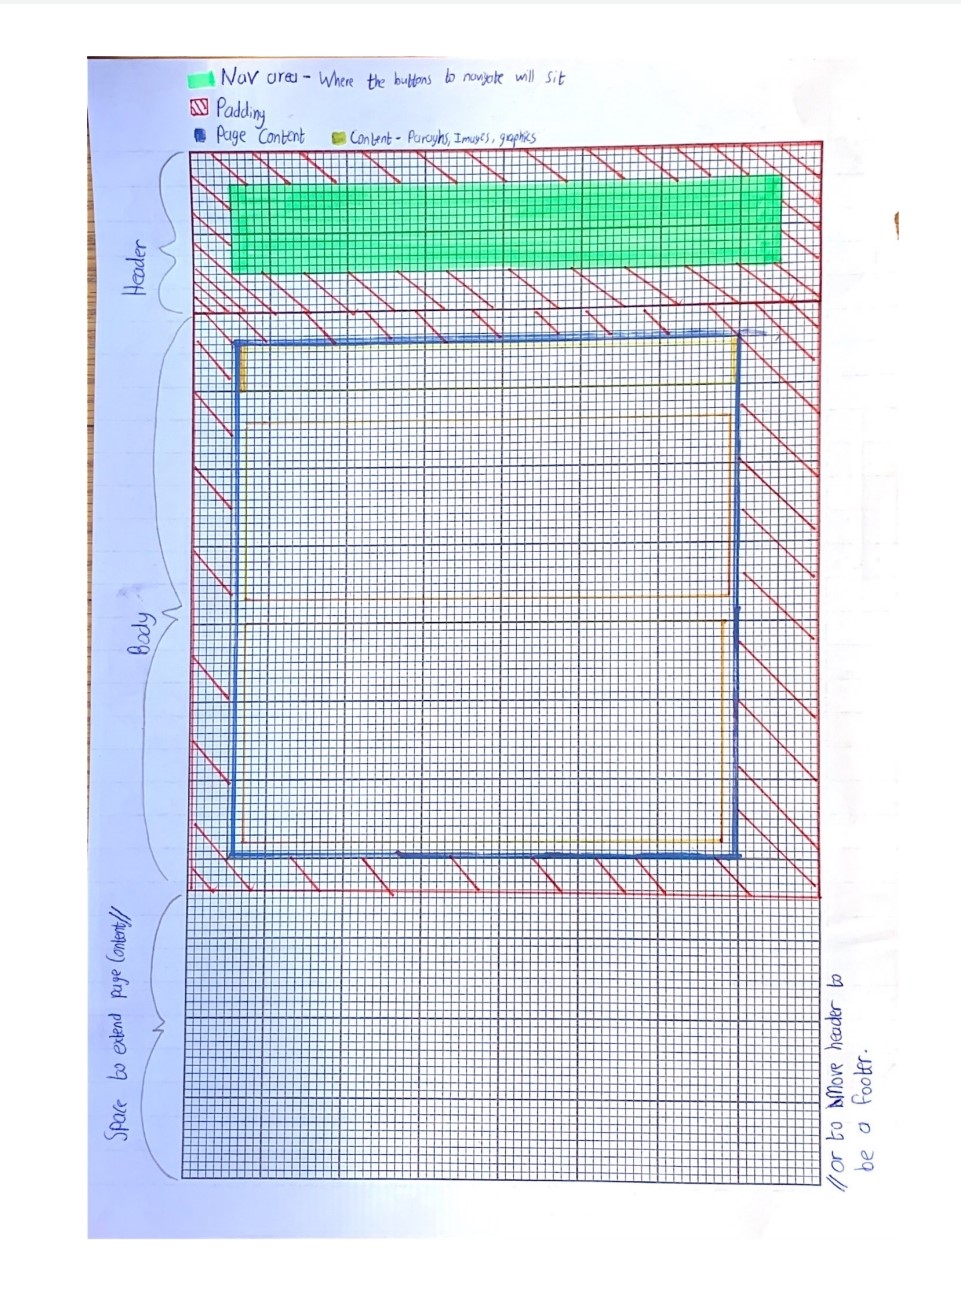 Nav area - Where the buttons to navigate will sit
Padding
Page Content
Content - Paraghs, Images, graphics
Header
Body
Space to extend page Content//
//or to Move header to
be a footer.